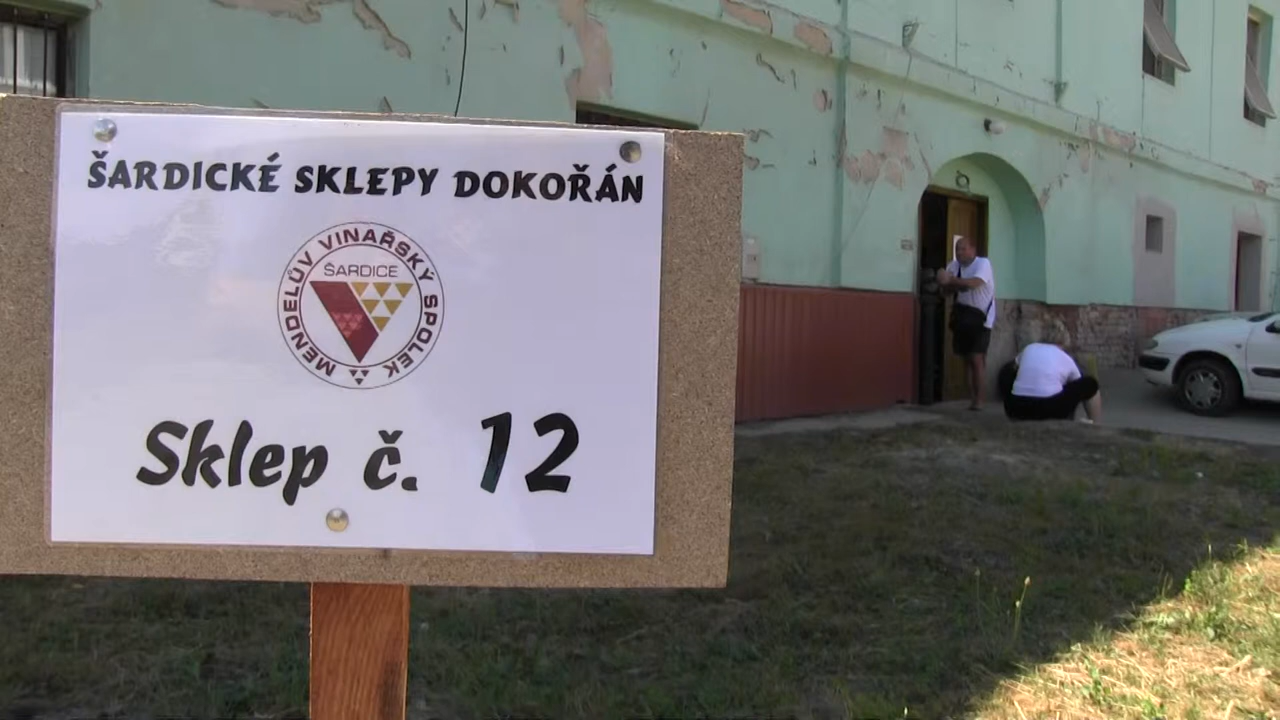 ŠARDICKÉ SKLEPY DOKOŘÁN
MENDELŮV VINAŘSKÝ SPOLEK
ŠARDICE
Sklep č. 12